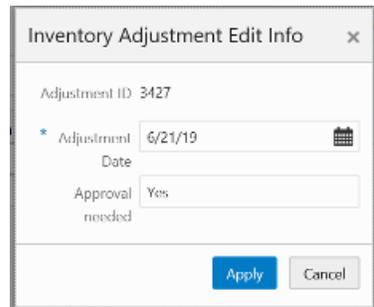 Inventory Adjustment Edit Info ×
Adjustment ID 3427
* Adjustment 6/21/19
Date
Approval Yes
needed
Apply Cancel